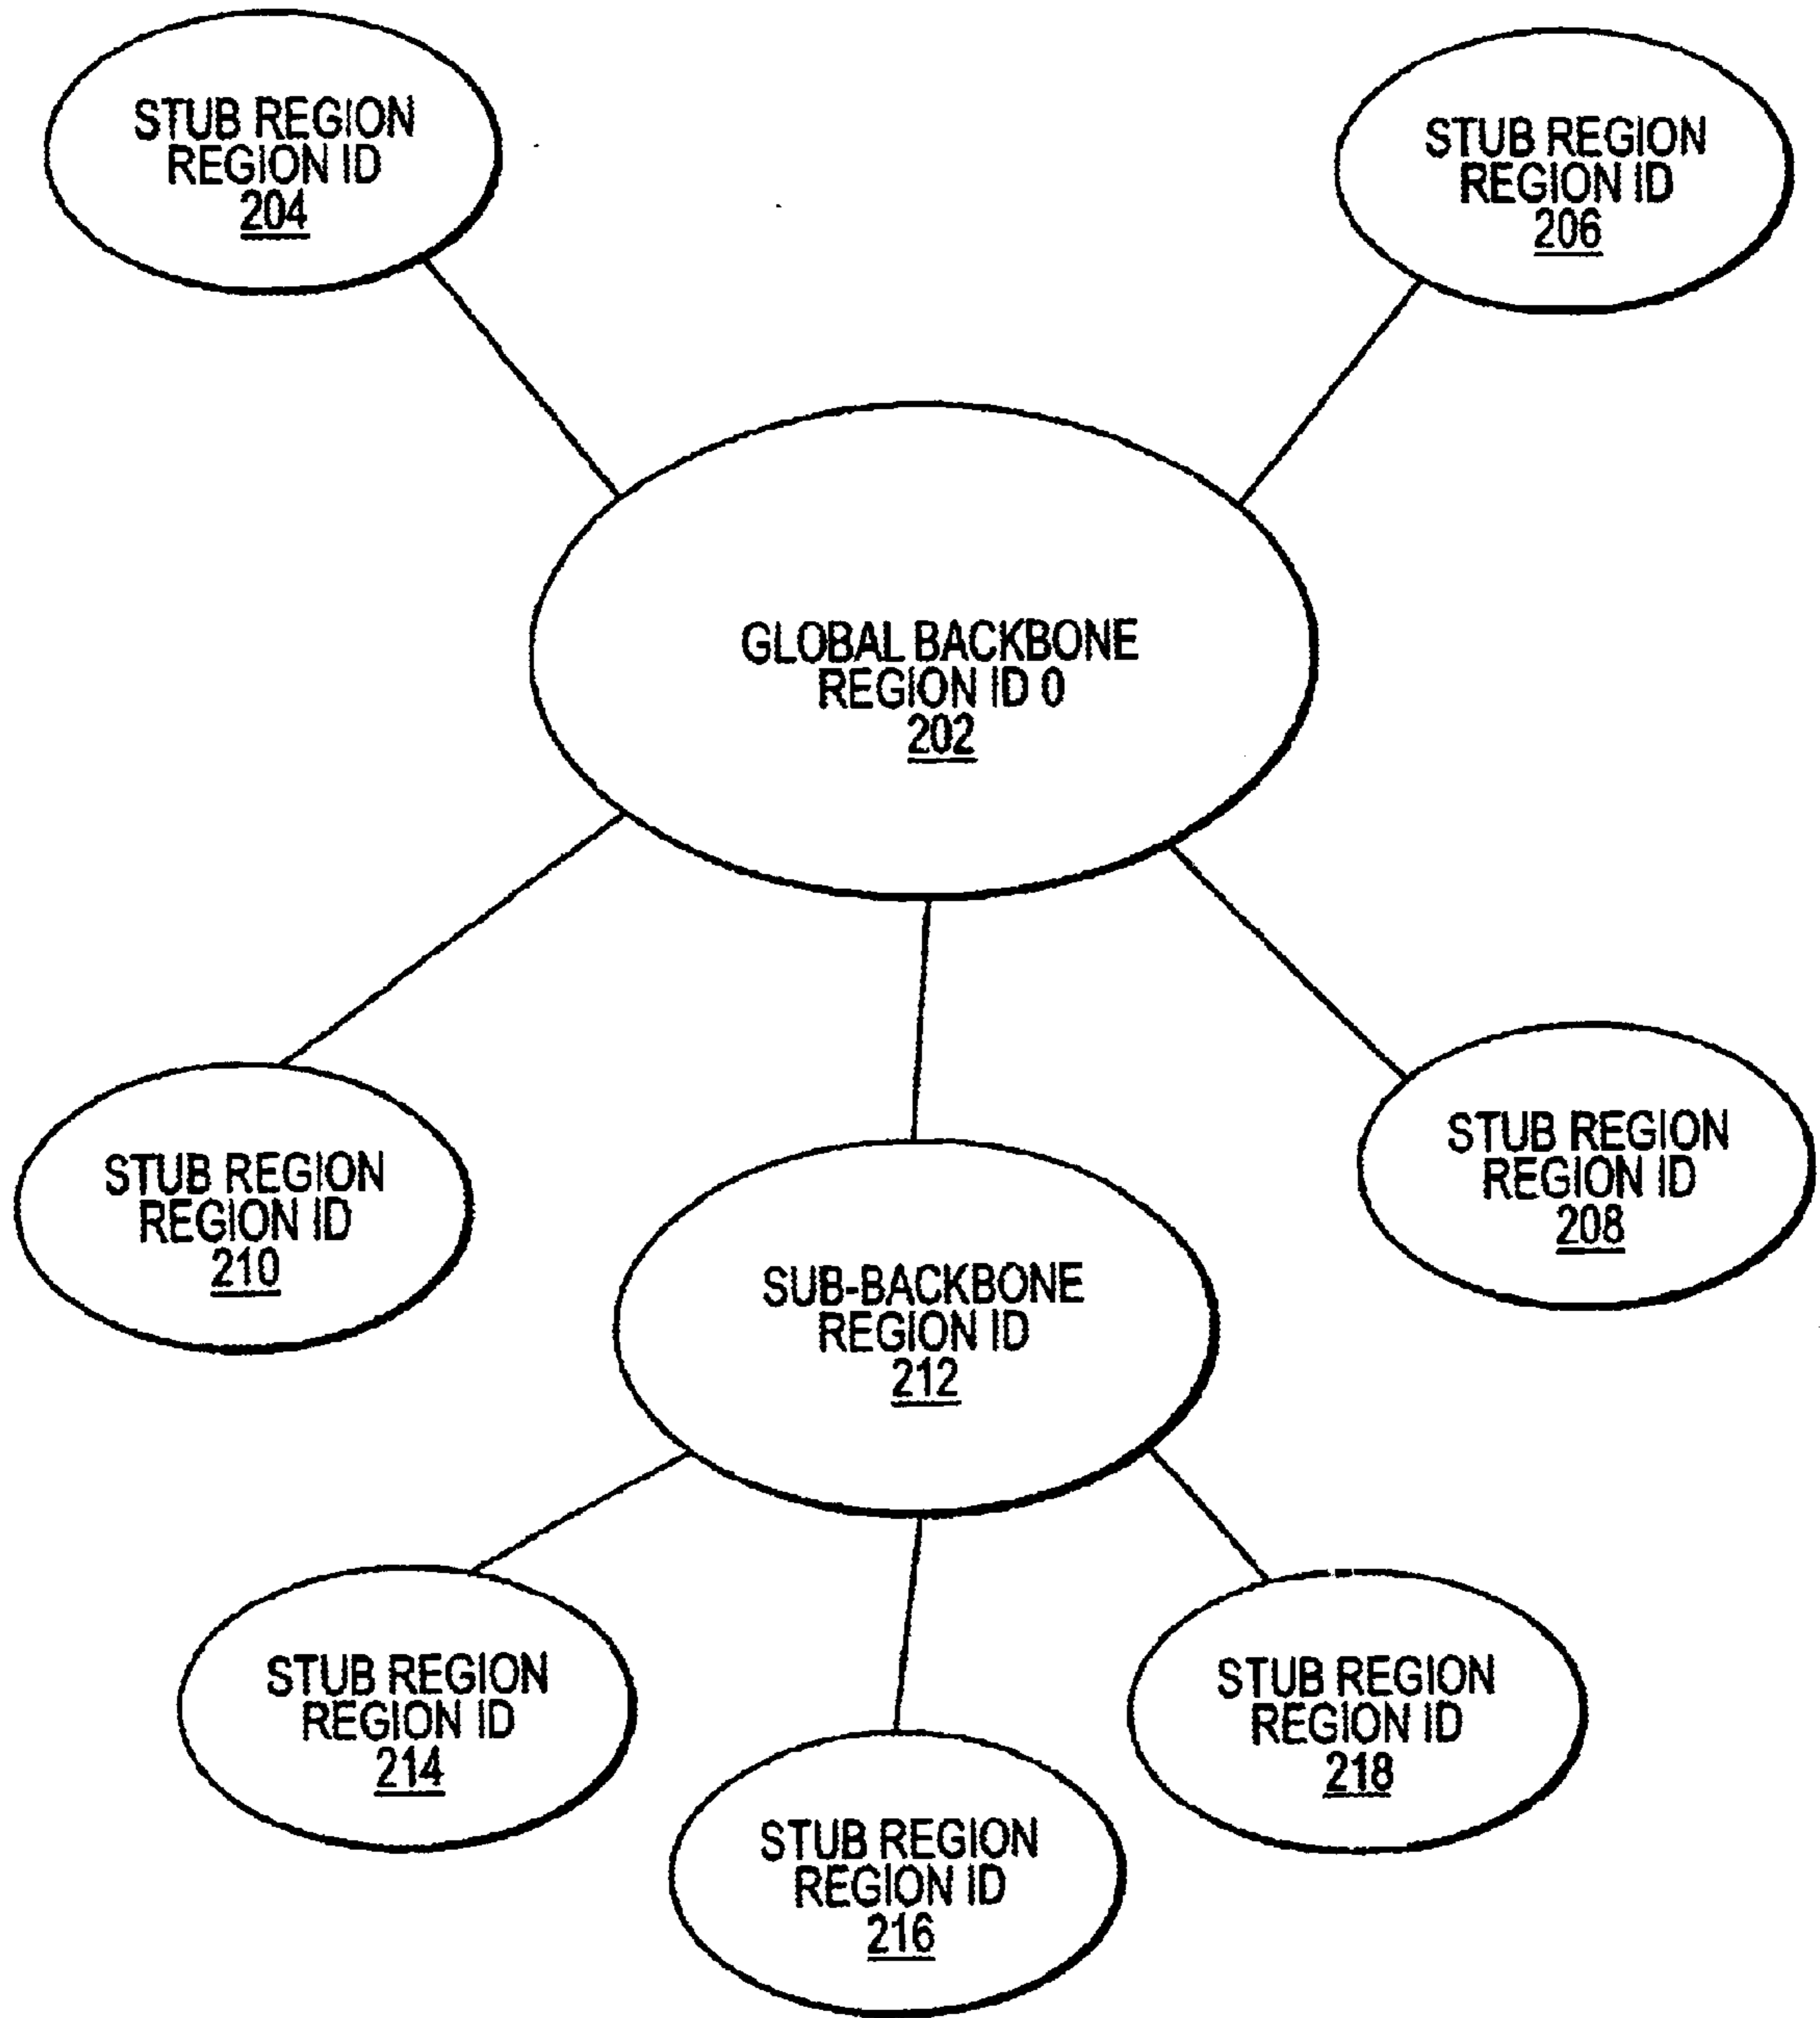 STUB REGION
REGION ID
204
STUB REGION
REGION ID
206
GLOBAL BACKBONE
REGION ID 0
202
STUB REGION
REGION ID
210
SUB-BACKBONE
REGION ID
212
STUB REGION
REGION ID
208
STUB REGION
REGION ID
214
STUB REGION
REGION ID
216
STUB REGION
REGION ID
218